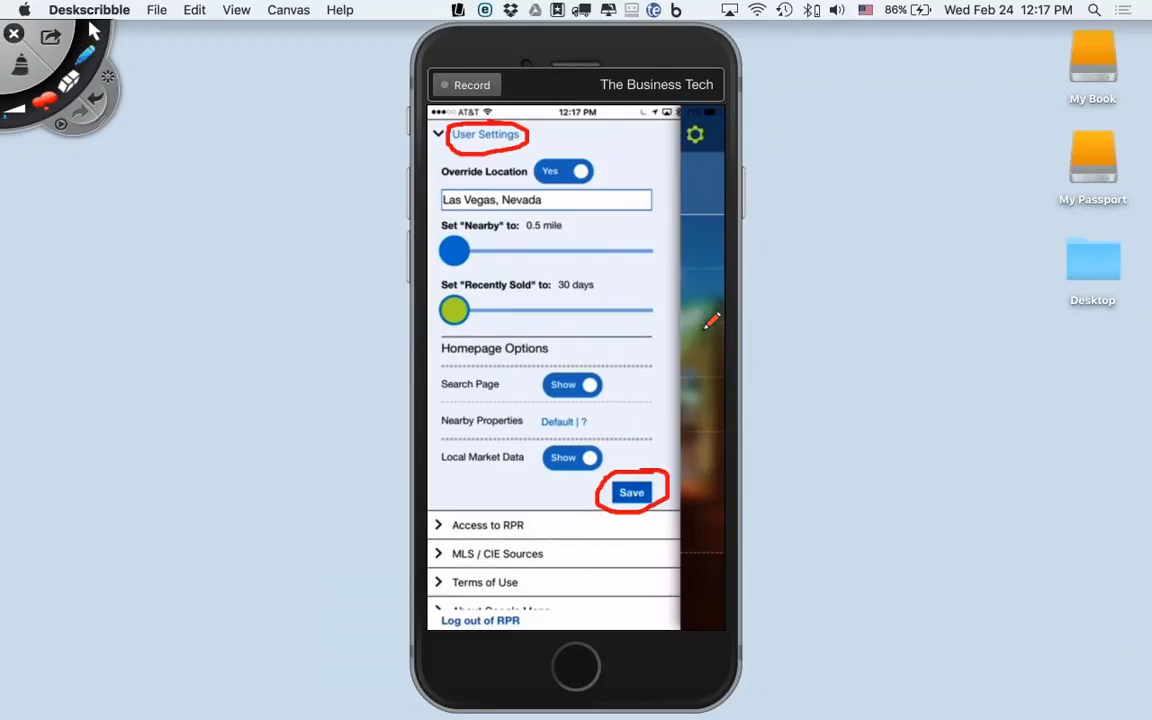 Deskscribble File Edit View Canvas Help 86% Wed Feb 24 12:17 PM
Record The Business Tech
AT&T 12:17 PM
User Settings
Override Location Yes
Las Vegas, Nevada
Set "Nearby" to: 0.5 mile
Set "Recently Sold" to: 30 days
Homepage Options
Search Page Show
Nearby Properties Default | ?
Local Market Data Show
Save
Access to RPR
MLS / CIE Sources
Terms of Use
Log out of RPR
My Book
My Passport
Desktop